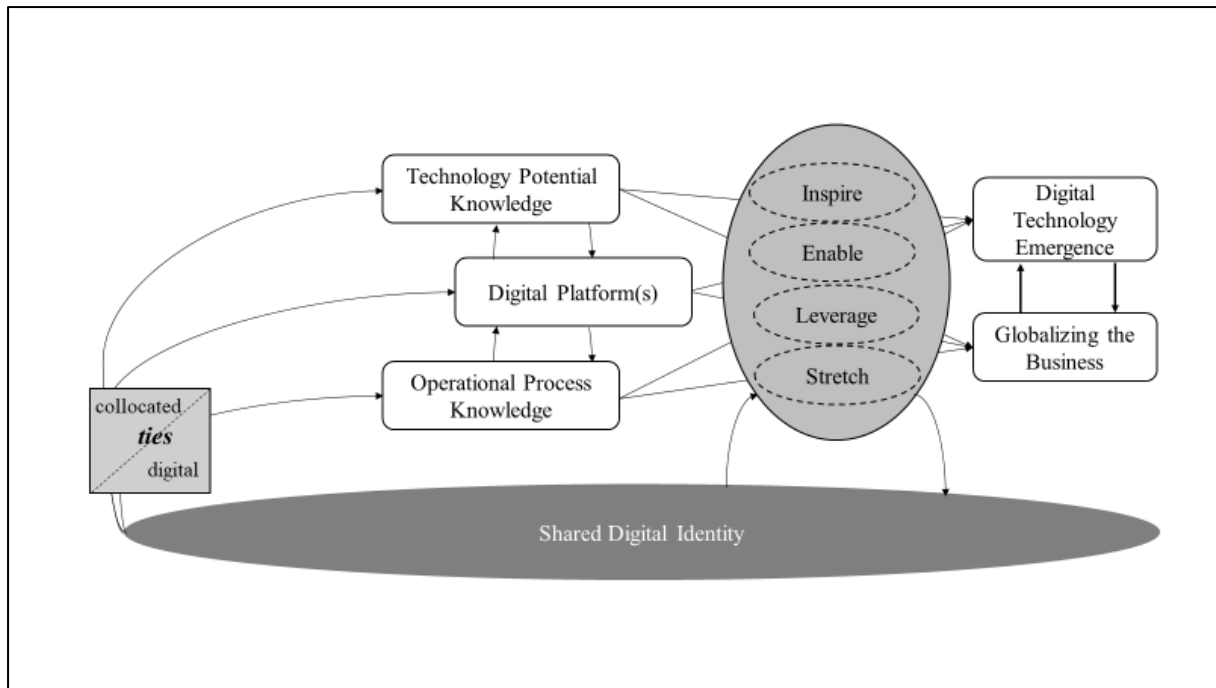 Technology Potential
Knowledge
Digital Platform(s)
Operational Process
Knowledge
collocated
ties
digital
Inspire
Enable
Leverage
Stretch
Digital
Technology
Emergence
Globalizing the
Business
Shared Digital Identity